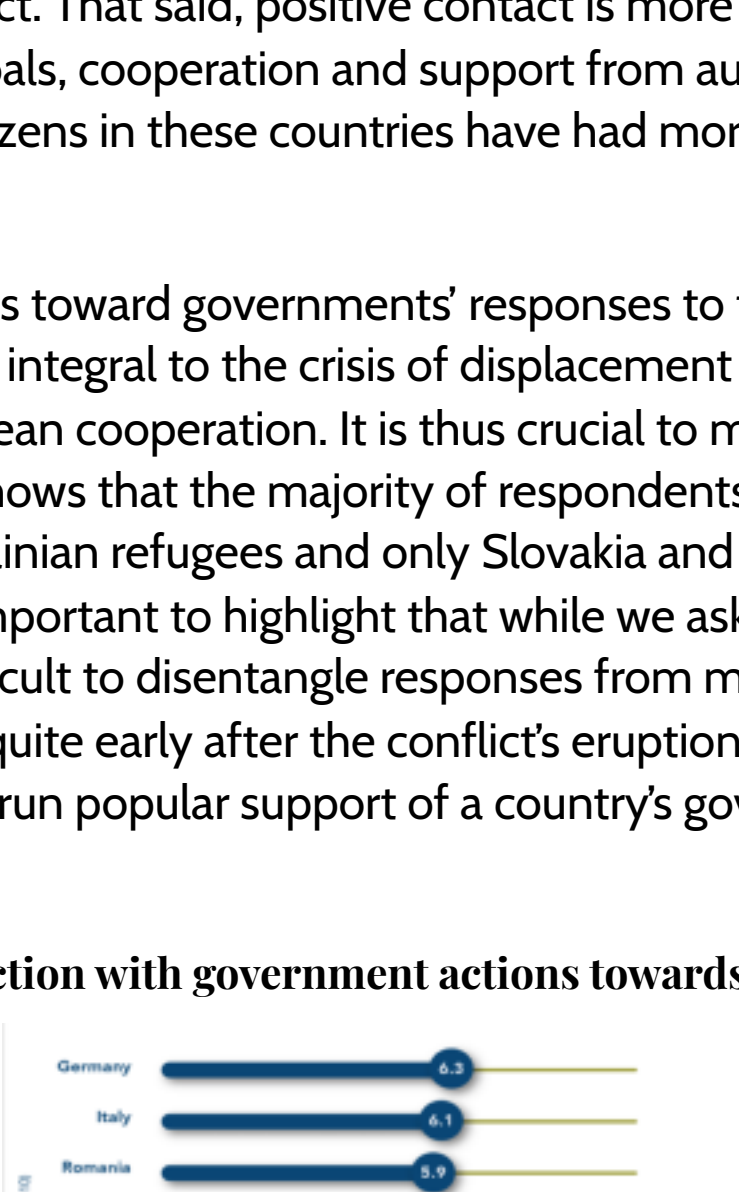 ct. That said, positive contact is more
als, cooperation and support from au
zens in these countries have had mor
s toward governments’ responses to t
integral to the crisis of displacement
ean cooperation. It is thus crucial to m
hows that the majority of respondents
inian refugees and only Slovakia and
mportant to highlight that while we ask
cult to disentangle responses from m
quite early after the conflict’s eruption
run popular support of a country’s gov
ction with government actions towards
Germany 6.3
Italy 6.1
Romania 5.9